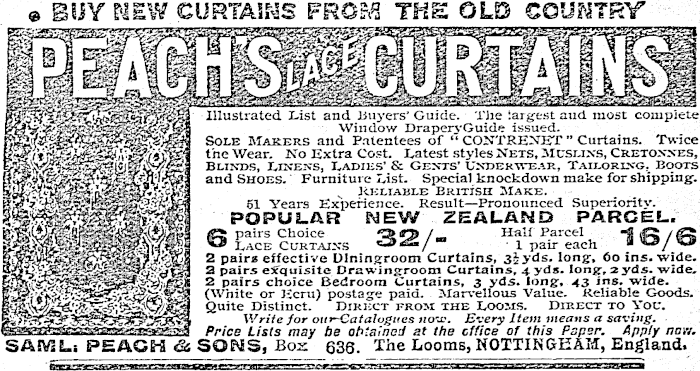 BUY NEW CURTAINS FROM THE OLD COUNTRY
PEACH'S LACE CURTAINS
Illustrated List and Buyers' Guide. The largest and most complete
Window Drapery Guide issued.
SOLE MAKERS and Patentees of "CONTRENET" Curtains. Twice
the Wear. No Extra Cost. Latest styles NETS, MUSLINS, CRETONNES,
BLINDS, LINENS, LADIES' & GENTS' UNDERWEAR, TAILORING, BOOTS
and SHOES. Furniture List. Special knockdown make for shipping.
RELIABLE BRITISH MAKE.
51 Years Experience. Result—Pronounced Superiority.
POPULAR NEW ZEALAND PARCEL.
6 pairs Choice LACE CURTAINS 32/- Half Parcel 1 pair each 16/6
2 pairs effective Diningroom Curtains, 3½ yds. long, 60 ins. wide.
2 pairs exquisite Drawingroom Curtains, 4 yds. long, 2 yds. wide.
2 pairs choice Bedroom Curtains, 3 yds. long, 43 ins. wide.
(White or Ecru) postage paid. Marvellous Value. Reliable Goods.
Quite Distinct. DIRECT FROM THE LOOMS. DIRECT TO YOU.
Write for our Catalogues now. Every Item means a saving.
Price Lists may be obtained at the office of this Paper. Apply now.
SAML. PEACH & SONS, Box 636. The Looms, NOTTINGHAM, England.